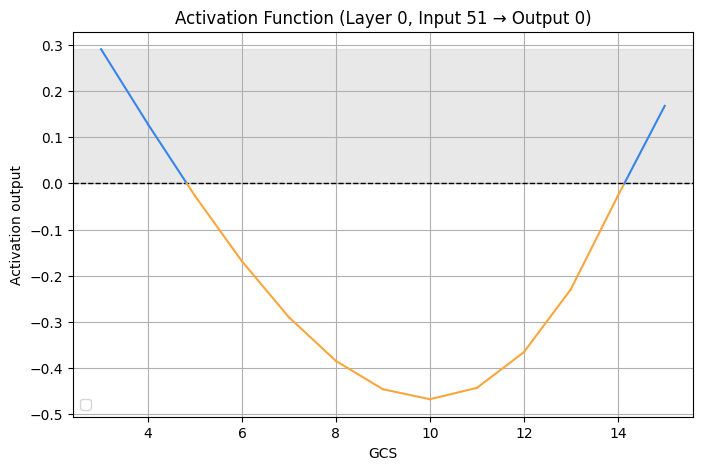 Activation Function (Layer 0, Input 51 → Output 0)
Activation output
0.3
0.2
0.1
0.0
−0.1
−0.2
−0.3
−0.4
−0.5
4 6 8 10 12 14
GCS